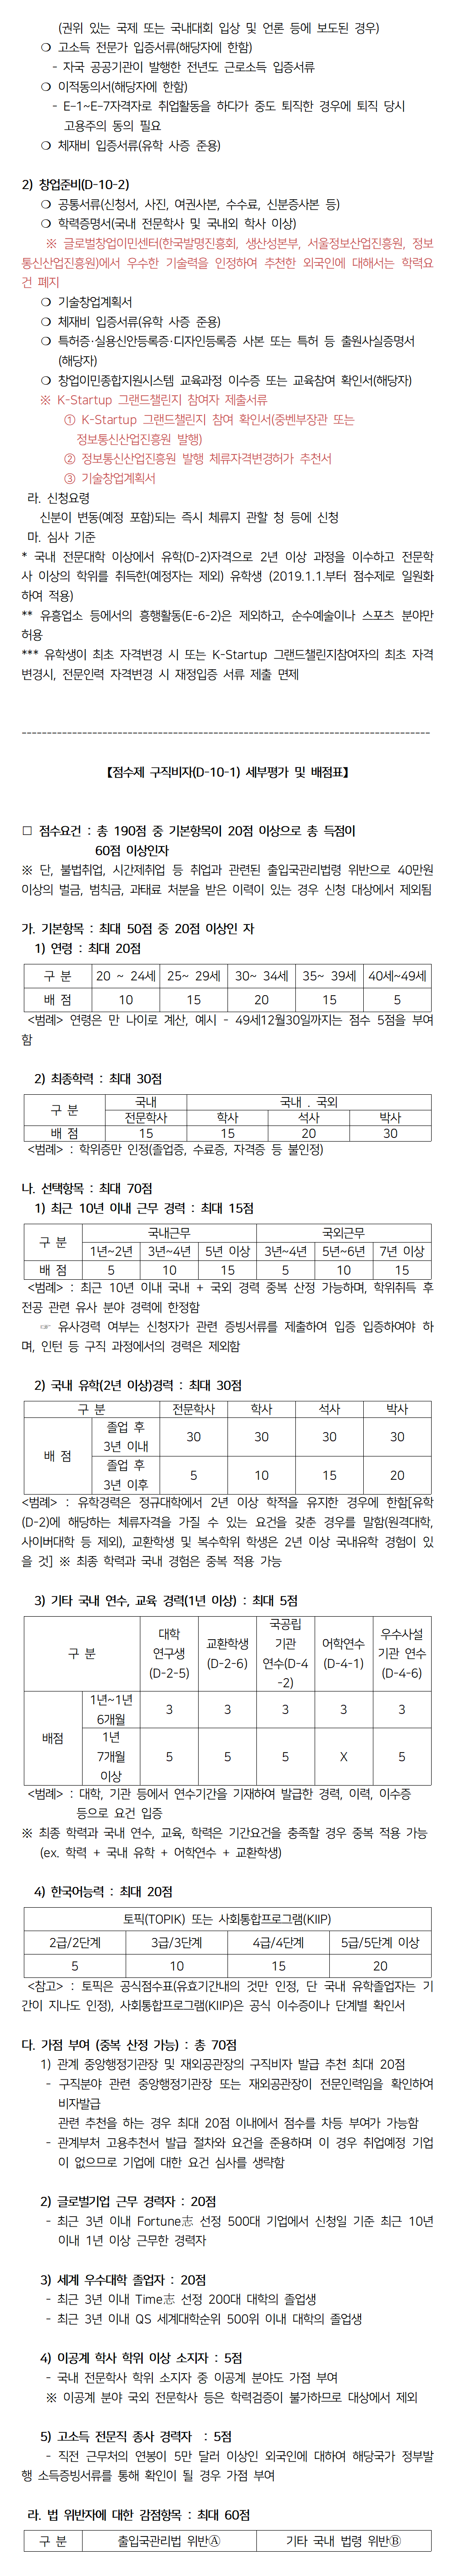 (권위 있는 국제 또는 국내대회 입상 및 언론 등에 보도된 경우)
❍ 고소득 전문가 입증서류(해당자에 한함)
- 자국 공공기관이 발행한 전년도 근로소득 입증서류
❍ 이적동의서(해당자에 한함)
- E-1~E-7자격자로 취업활동을 하다가 중도 퇴직한 경우에 퇴직 당시
고용주의 동의 필요
❍ 체재비 입증서류(유학 사증 준용)
2) 창업준비(D-10-2)
❍ 공통서류(신청서, 사진, 여권사본, 수수료, 신분증사본 등)
❍ 학력증명서(국내 전문학사 및 국내외 학사 이상)
※ 글로벌창업이민센터(한국발명진흥회, 생산성본부, 서울정보산업진흥원, 정보
통신산업진흥원)에서 우수한 기술력을 인정하여 추천한 외국인에 대해서는 학력요
건 폐지
❍ 기술창업계획서
❍ 체재비 입증서류(유학 사증 준용)
❍ 특허증·실용신안등록증·디자인등록증 사본 또는 특허 등 출원사실증명서
(해당자)
❍ 창업이민종합지원시스템 교육과정 이수증 또는 교육참여 확인서(해당자)
※ K-Startup 그랜드챌린지 참여자 제출서류
① K-Startup 그랜드챌린지 참여 확인서(중벤부장관 또는
정보통신산업진흥원 발행)
② 정보통신산업진흥원 발행 체류자격변경허가 추천서
③ 기술창업계획서
라. 신청요령
신분이 변동(예정 포함)되는 즉시 체류지 관할 청 등에 신청
마. 심사 기준
* 국내 전문대학 이상에서 유학(D-2)자격으로 2년 이상 과정을 이수하고 전문학
사 이상의 학위를 취득한(예정자는 제외) 유학생 (2019.1.1.부터 점수제로 일원화
하여 적용)
** 유흥업소 등에서의 흥행활동(E-6-2)은 제외하고, 순수예술이나 스포츠 분야만
허용
*** 유학생이 최초 자격변경 시 또는 K-Startup 그랜드챌린지참여자의 최초 자격
변경시, 전문인력 자격변경 시 재정입증 서류 제출 면제
--------------------------------------------------------------------------------
【점수제 구직비자(D-10-1) 세부평가 및 배점표】
□ 점수요건 : 총 190점 중 기본항목이 20점 이상으로 총 득점이
60점 이상인자
※ 단, 불법취업, 시간제취업 등 취업과 관련된 출입국관리법령 위반으로 40만원
이상의 벌금, 범칙금, 과태료 처분을 받은 이력이 있는 경우 신청 대상에서 제외됨
가. 기본항목 : 최대 50점 중 20점 이상인 자
1) 연령 : 최대 20점
구 분 20 ~ 24세 25~ 29세 30~ 34세 35~ 39세 40세~49세
배 점 10 15 20 15 5
<범례> 연령은 만 나이로 계산, 예시 - 49세12월30일까지는 점수 5점을 부여
함
2) 최종학력 : 최대 30점
구 분 국내 국내 . 국외
전문학사 학사 석사 박사
배 점 15 15 20 30
<범례> : 학위증만 인정(졸업증, 수료증, 자격증 등 불인정)
나. 선택항목 : 최대 70점
1) 최근 10년 이내 근무 경력 : 최대 15점
구 분 국내근무 국외근무
1년~2년 3년~4년 5년 이상 3년~4년 5년~6년 7년 이상
배 점 5 10 15 5 10 15
<범례> : 최근 10년 이내 국내 + 국외 경력 중복 산정 가능하며, 학위취득 후
전공 관련 유사 분야 경력에 한정함
☞ 유사경력 여부는 신청자가 관련 증빙서류를 제출하여 입증 입증하여야 하
며, 인턴 등 구직 과정에서의 경력은 제외함
2) 국내 유학(2년 이상)경력 : 최대 30점
구 분 전문학사 학사 석사 박사
배 점
졸업 후
3년 이내
30 30 30 30
졸업 후
3년 이후
5 10 15 20
<범례> : 유학경력은 정규대학에서 2년 이상 학적을 유지한 경우에 한함[유학
(D-2)에 해당하는 체류자격을 가질 수 있는 요건을 갖춘 경우를 말함(원격대학,
사이버대학 등 제외), 교환학생 및 복수학위 학생은 2년 이상 국내유학 경험이 있
을 것] ※ 최종 학력과 국내 경험은 중복 적용 가능
3) 기타 국내 연수, 교육 경력(1년 이상) : 최대 5점
구 분
대학
연구생
(D-2-5)
교환학생
(D-2-6)
국공립
기관
연수(D-4
-2)
어학연수
(D-4-1)
우수사설
기관 연수
(D-4-6)
배점
1년~1년
6개월
3 3 3 3 3
1년
7개월
이상
5 5 5 X 5
<범례> : 대학, 기관 등에서 연수기간을 기재하여 발급한 경력, 이력, 이수증
등으로 요건 입증
※ 최종 학력과 국내 연수, 교육, 학력은 기간요건을 충족할 경우 중복 적용 가능
(ex. 학력 + 국내 유학 + 어학연수 + 교환학생)
4) 한국어능력 : 최대 20점
토픽(TOPIK) 또는 사회통합프로그램(KIIP)
2급/2단계 3급/3단계 4급/4단계 5급/5단계 이상
5 10 15 20
<참고> : 토픽은 공식점수표(유효기간내의 것만 인정, 단 국내 유학졸업자는 기
간이 지나도 인정), 사회통합프로그램(KIIP)은 공식 이수증이나 단계별 확인서
다. 가점 부여 (중복 산정 가능) : 총 70점
1) 관계 중앙행정기관장 및 재외공관장의 구직비자 발급 추천 최대 20점
- 구직분야 관련 중앙행정기관장 또는 재외공관장이 전문인력임을 확인하여
비자발급
관련 추천을 하는 경우 최대 20점 이내에서 점수를 차등 부여가 가능함
- 관계부처 고용추천서 발급 절차와 요건을 준용하며 이 경우 취업예정 기업
이 없으므로 기업에 대한 요건 심사를 생략함
2) 글로벌기업 근무 경력자 : 20점
- 최근 3년 이내 Fortune志 선정 500대 기업에서 신청일 기준 최근 10년
이내 1년 이상 근무한 경력자
3) 세계 우수대학 졸업자 : 20점
- 최근 3년 이내 Time志 선정 200대 대학의 졸업생
- 최근 3년 이내 QS 세계대학순위 500위 이내 대학의 졸업생
4) 이공계 학사 학위 이상 소지자 : 5점
- 국내 전문학사 학위 소지자 중 이공계 분야도 가점 부여
※ 이공계 분야 국외 전문학사 등은 학력검증이 불가하므로 대상에서 제외
5) 고소득 전문직 종사 경력자 : 5점
- 직전 근무처의 연봉이 5만 달러 이상인 외국인에 대하여 해당국가 정부발
행 소득증빙서류를 통해 확인이 될 경우 가점 부여
라. 법 위반자에 대한 감점항목 : 최대 60점
구 분 출입국관리법 위반Ⓐ 기타 국내 법령 위반Ⓑ